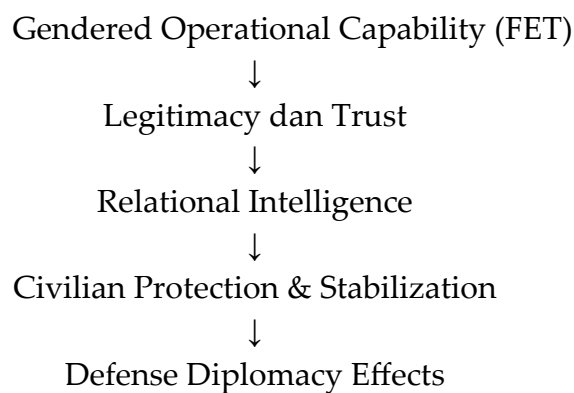 Gendered Operational Capability (FET)
↓
Legitimacy dan Trust
↓
Relational Intelligence
↓
Civilian Protection & Stabilization
↓
Defense Diplomacy Effects